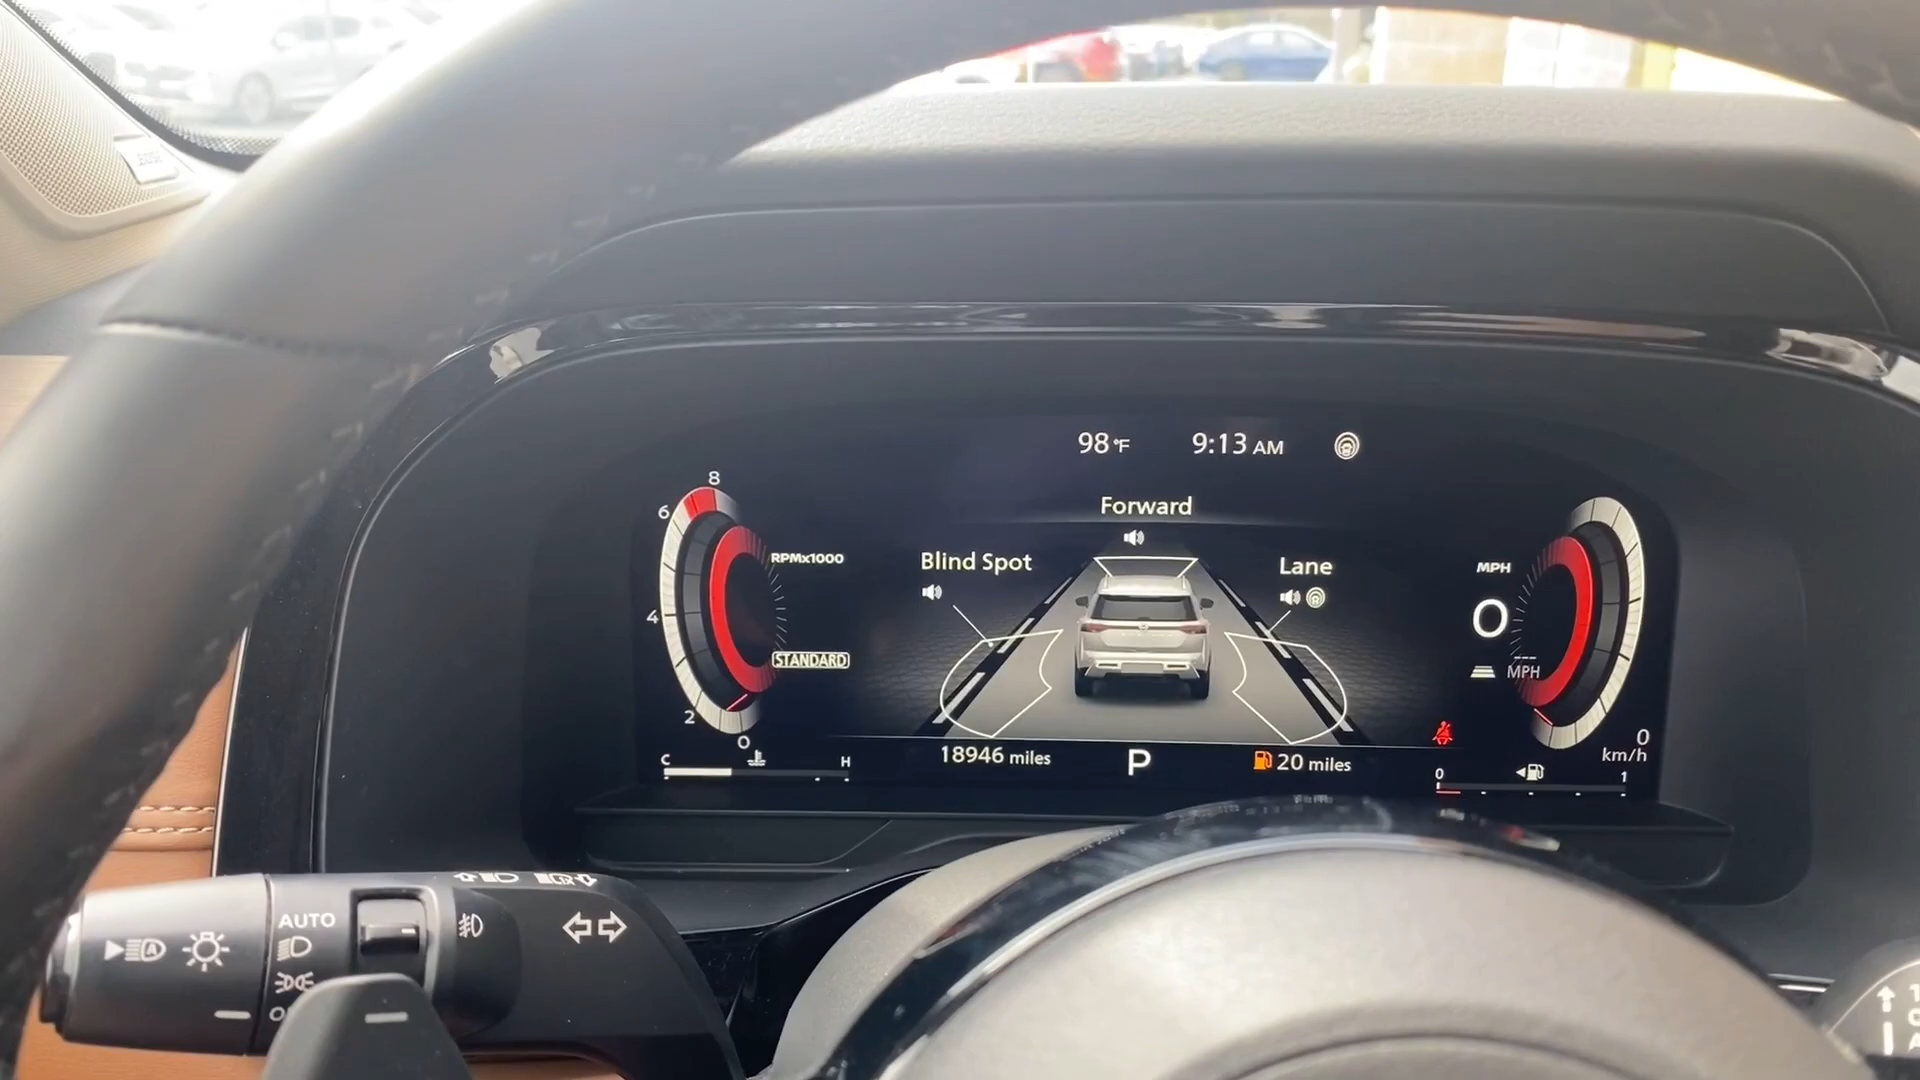 98°F 9:13 AM
Forward
Blind Spot
Lane
8
6
4
2
0
RPMx1000
STANDARD
MPH
0
--- MPH
0
km/h
C H
18946 miles
P
20 miles
0 1
AUTO